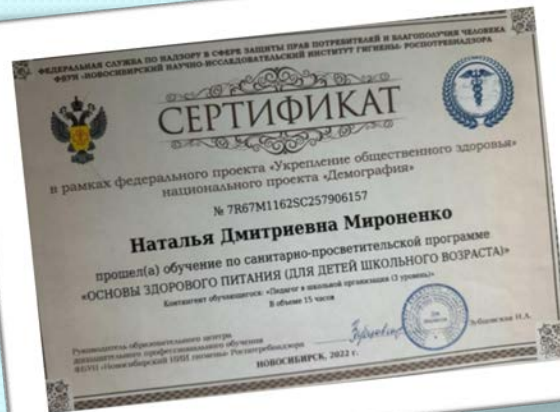 ФЕДЕРАЛЬНАЯ СЛУЖБА ПО НАДЗОРУ В СФЕРЕ ЗАЩИТЫ ПРАВ ПОТРЕБИТЕЛЕЙ И БЛАГОПОЛУЧИЯ ЧЕЛОВЕКА
ФБУН «НОВОСИБИРСКИЙ НАУЧНО-ИССЛЕДОВАТЕЛЬСКИЙ ИНСТИТУТ ГИГИЕНЫ» РОСПОТРЕБНАДЗОРА
СЕРТИФИКАТ
в рамках федерального проекта «Укрепление общественного здоровья»
национального проекта «Демография»
№ 7R67M1162SC257906157
Наталья Дмитриевна Мироненко
прошел(а) обучение по санитарно-просветительской программе
«ОСНОВЫ ЗДОРОВОГО ПИТАНИЯ (ДЛЯ ДЕТЕЙ ШКОЛЬНОГО ВОЗРАСТА)»
Контингент обучающегося: «Педагог в школьной организации (3 уровень)»
В объеме 15 часов
Руководитель образовательного центра
дополнительного профессионального обучения
ФБУН «Новосибирский НИИ гигиены» Роспотребнадзора
НОВОСИБИРСК, 2022 г.